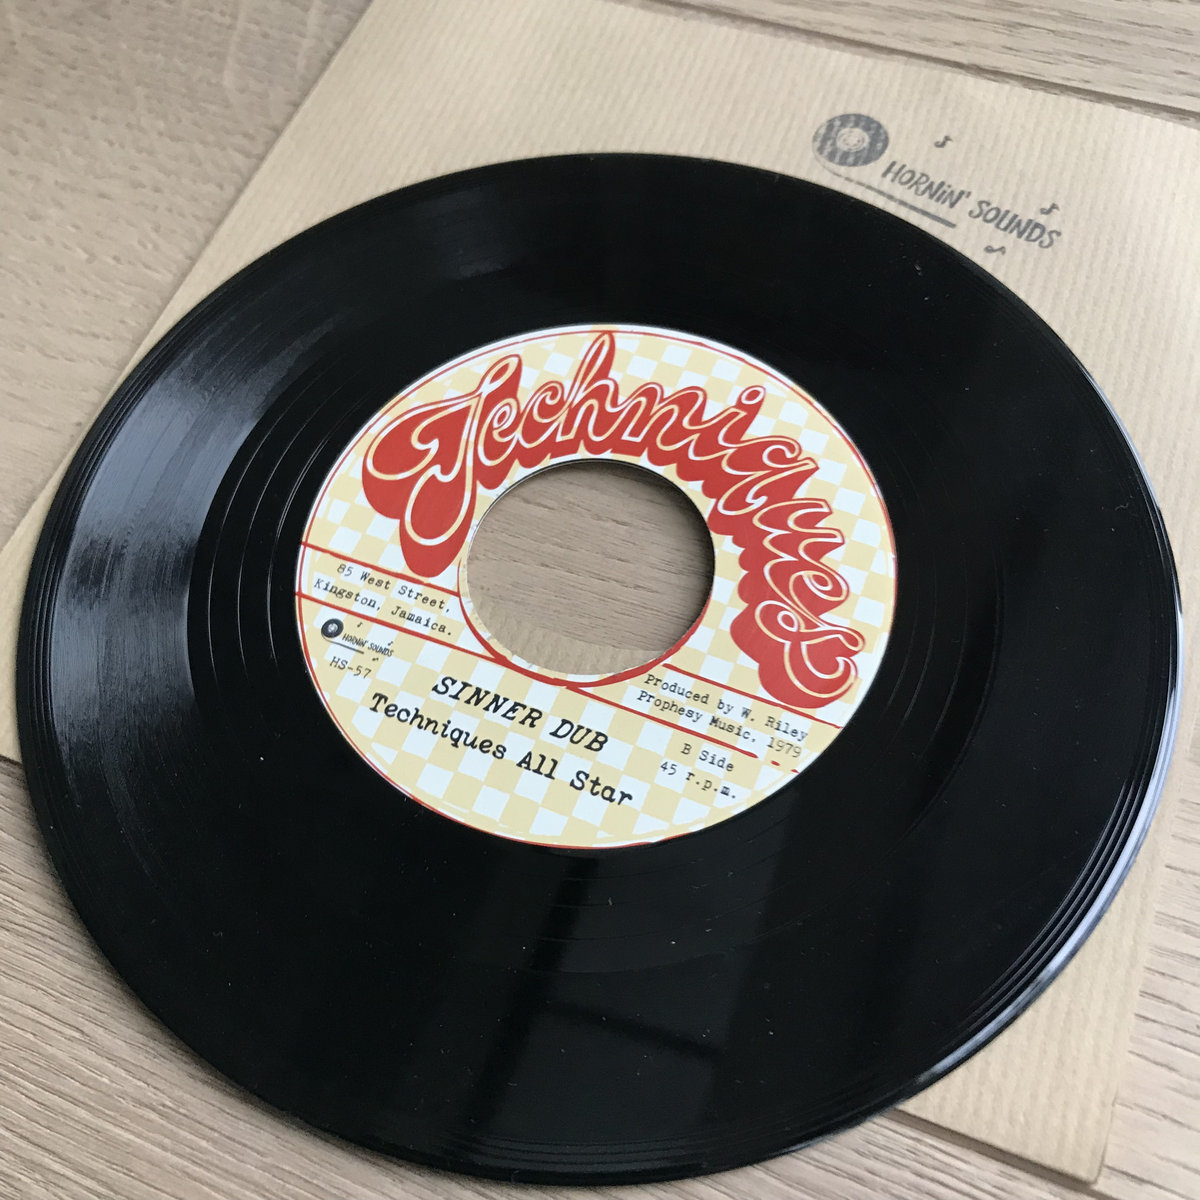 HORNiN' SOUNDS
Techniques
85 West Street,
Kingston, Jamaica.
HORNiN' SOUNDS
HS-57
Produced by W. Riley
Prophesy Music, 1979
B Side
45 r.p.m.
SINNER DUB
Techniques All Star